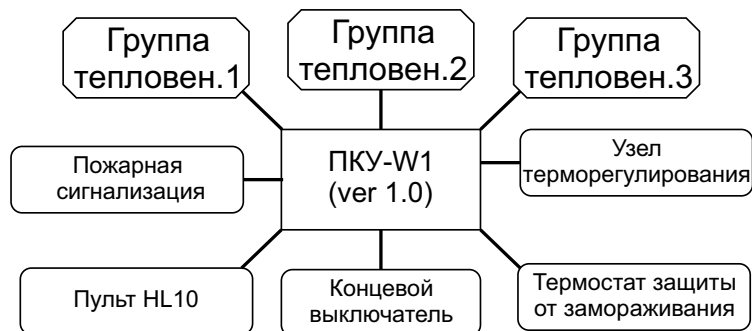 Группа
тепловен.1
Группа
тепловен.2
Группа
тепловен.3
Пожарная
сигнализация
ПКУ-W1
(ver 1.0)
Узел
терморегулирования
Пульт HL10
Концевой
выключатель
Термостат защиты
от замораживания